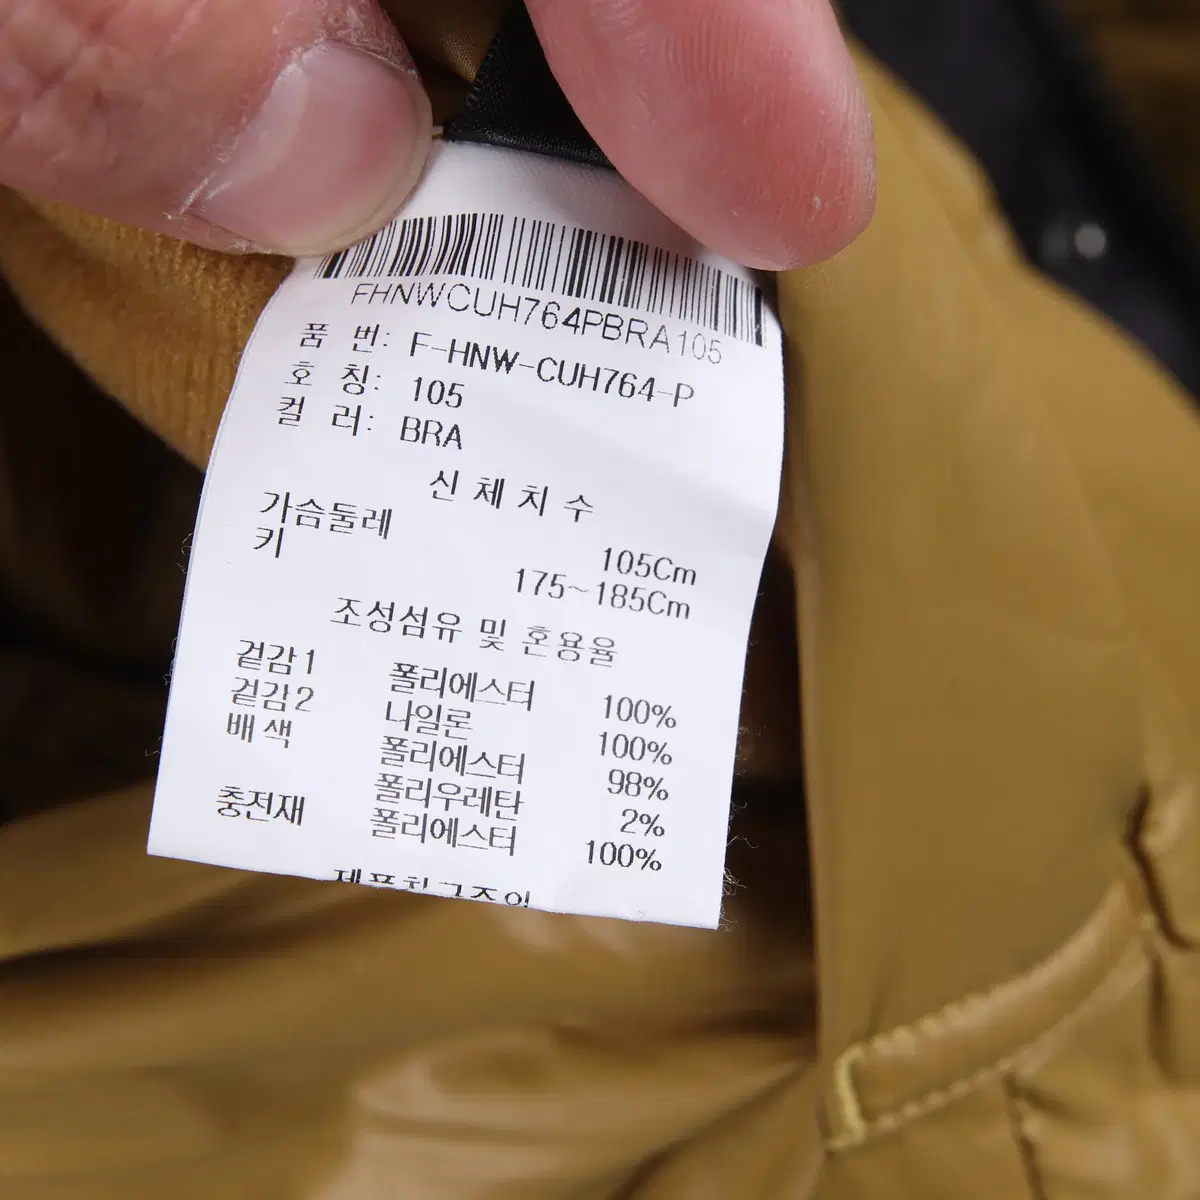 FHNWCUH764PBRA105
품 번: F-HNW-CUH764-P
호 칭: 105
컬 러: BRA
신 체 치 수
가슴둘레 105Cm
키 175~185Cm
조성섬유 및 혼용율
겉감1 폴리에스터 100%
겉감2 나일론 100%
배 색 폴리에스터 98%
폴리우레탄 2%
충전재 폴리에스터 100%